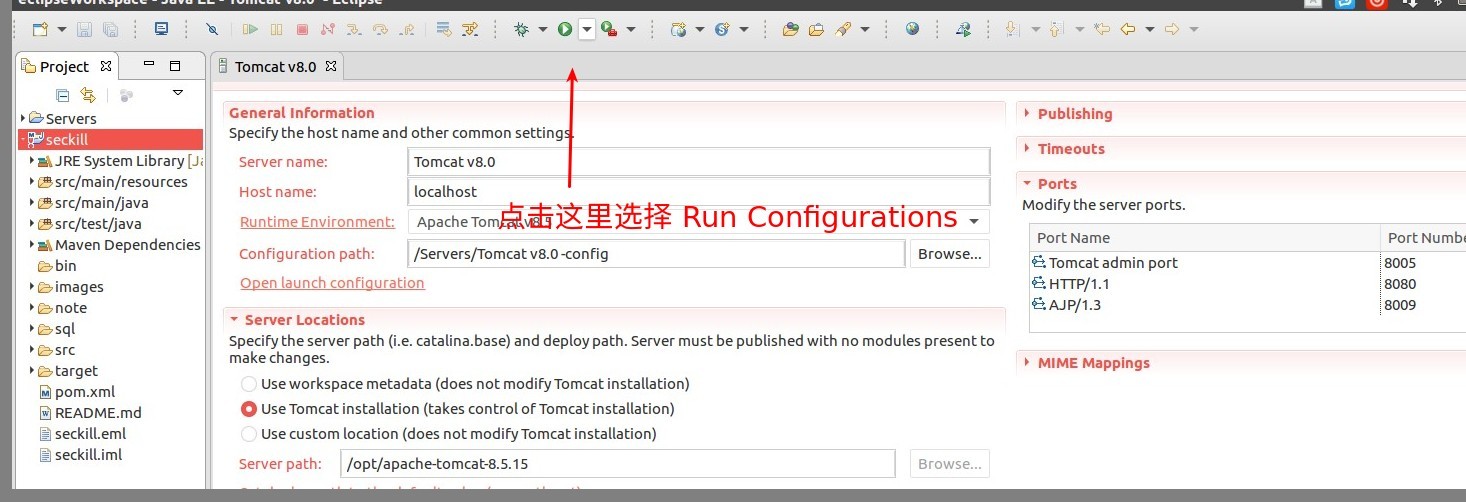 eclipseWorkspace - Java EE - Tomcat v8.0 - Eclipse
Project
Tomcat v8.0
Servers
seckill
JRE System Library [Ja
src/main/resources
src/main/java
src/test/java
Maven Dependencies
bin
images
note
sql
src
target
pom.xml
README.md
seckill.eml
seckill.iml
General Information
Specify the host name and other common settings.
Server name:
Tomcat v8.0
Host name:
localhost
点击这里选择 Run Configurations
Runtime Environment:
Apache Tomcat v8.5
Configuration path:
/Servers/Tomcat v8.0-config
Browse...
Open launch configuration
Server Locations
Specify the server path (i.e. catalina.base) and deploy path. Server must be published with no modules present to
make changes.
Use workspace metadata (does not modify Tomcat installation)
Use Tomcat installation (takes control of Tomcat installation)
Use custom location (does not modify Tomcat installation)
Server path:
/opt/apache-tomcat-8.5.15
Browse...
Publishing
Timeouts
Ports
Modify the server ports.
Port Name
Port Numbe
Tomcat admin port
8005
HTTP/1.1
8080
AJP/1.3
8009
MIME Mappings